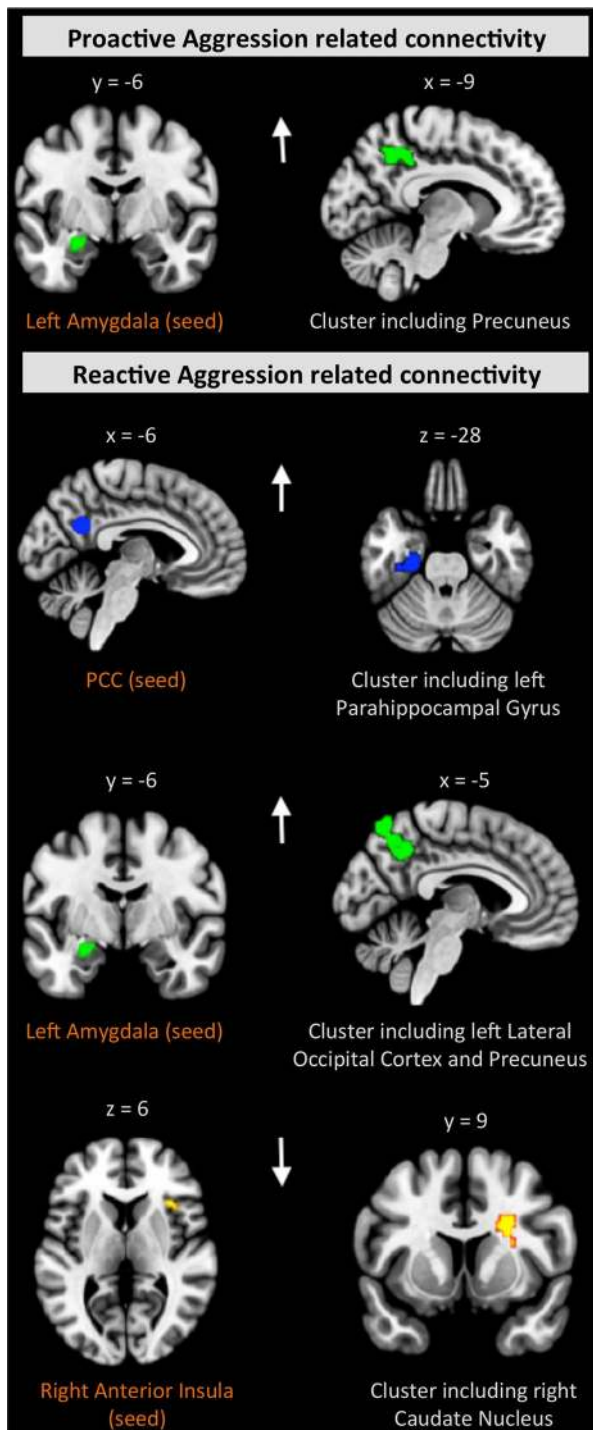 Proactive Aggression related connectivity
y = -6
x = -9
Left Amygdala (seed)
Cluster including Precuneus
Reactive Aggression related connectivity
x = -6
z = -28
PCC (seed)
Cluster including left
Parahippocampal Gyrus
y = -6
x = -5
Left Amygdala (seed)
Cluster including left Lateral
Occipital Cortex and Precuneus
z = 6
y = 9
Right Anterior Insula
(seed)
Cluster including right
Caudate Nucleus